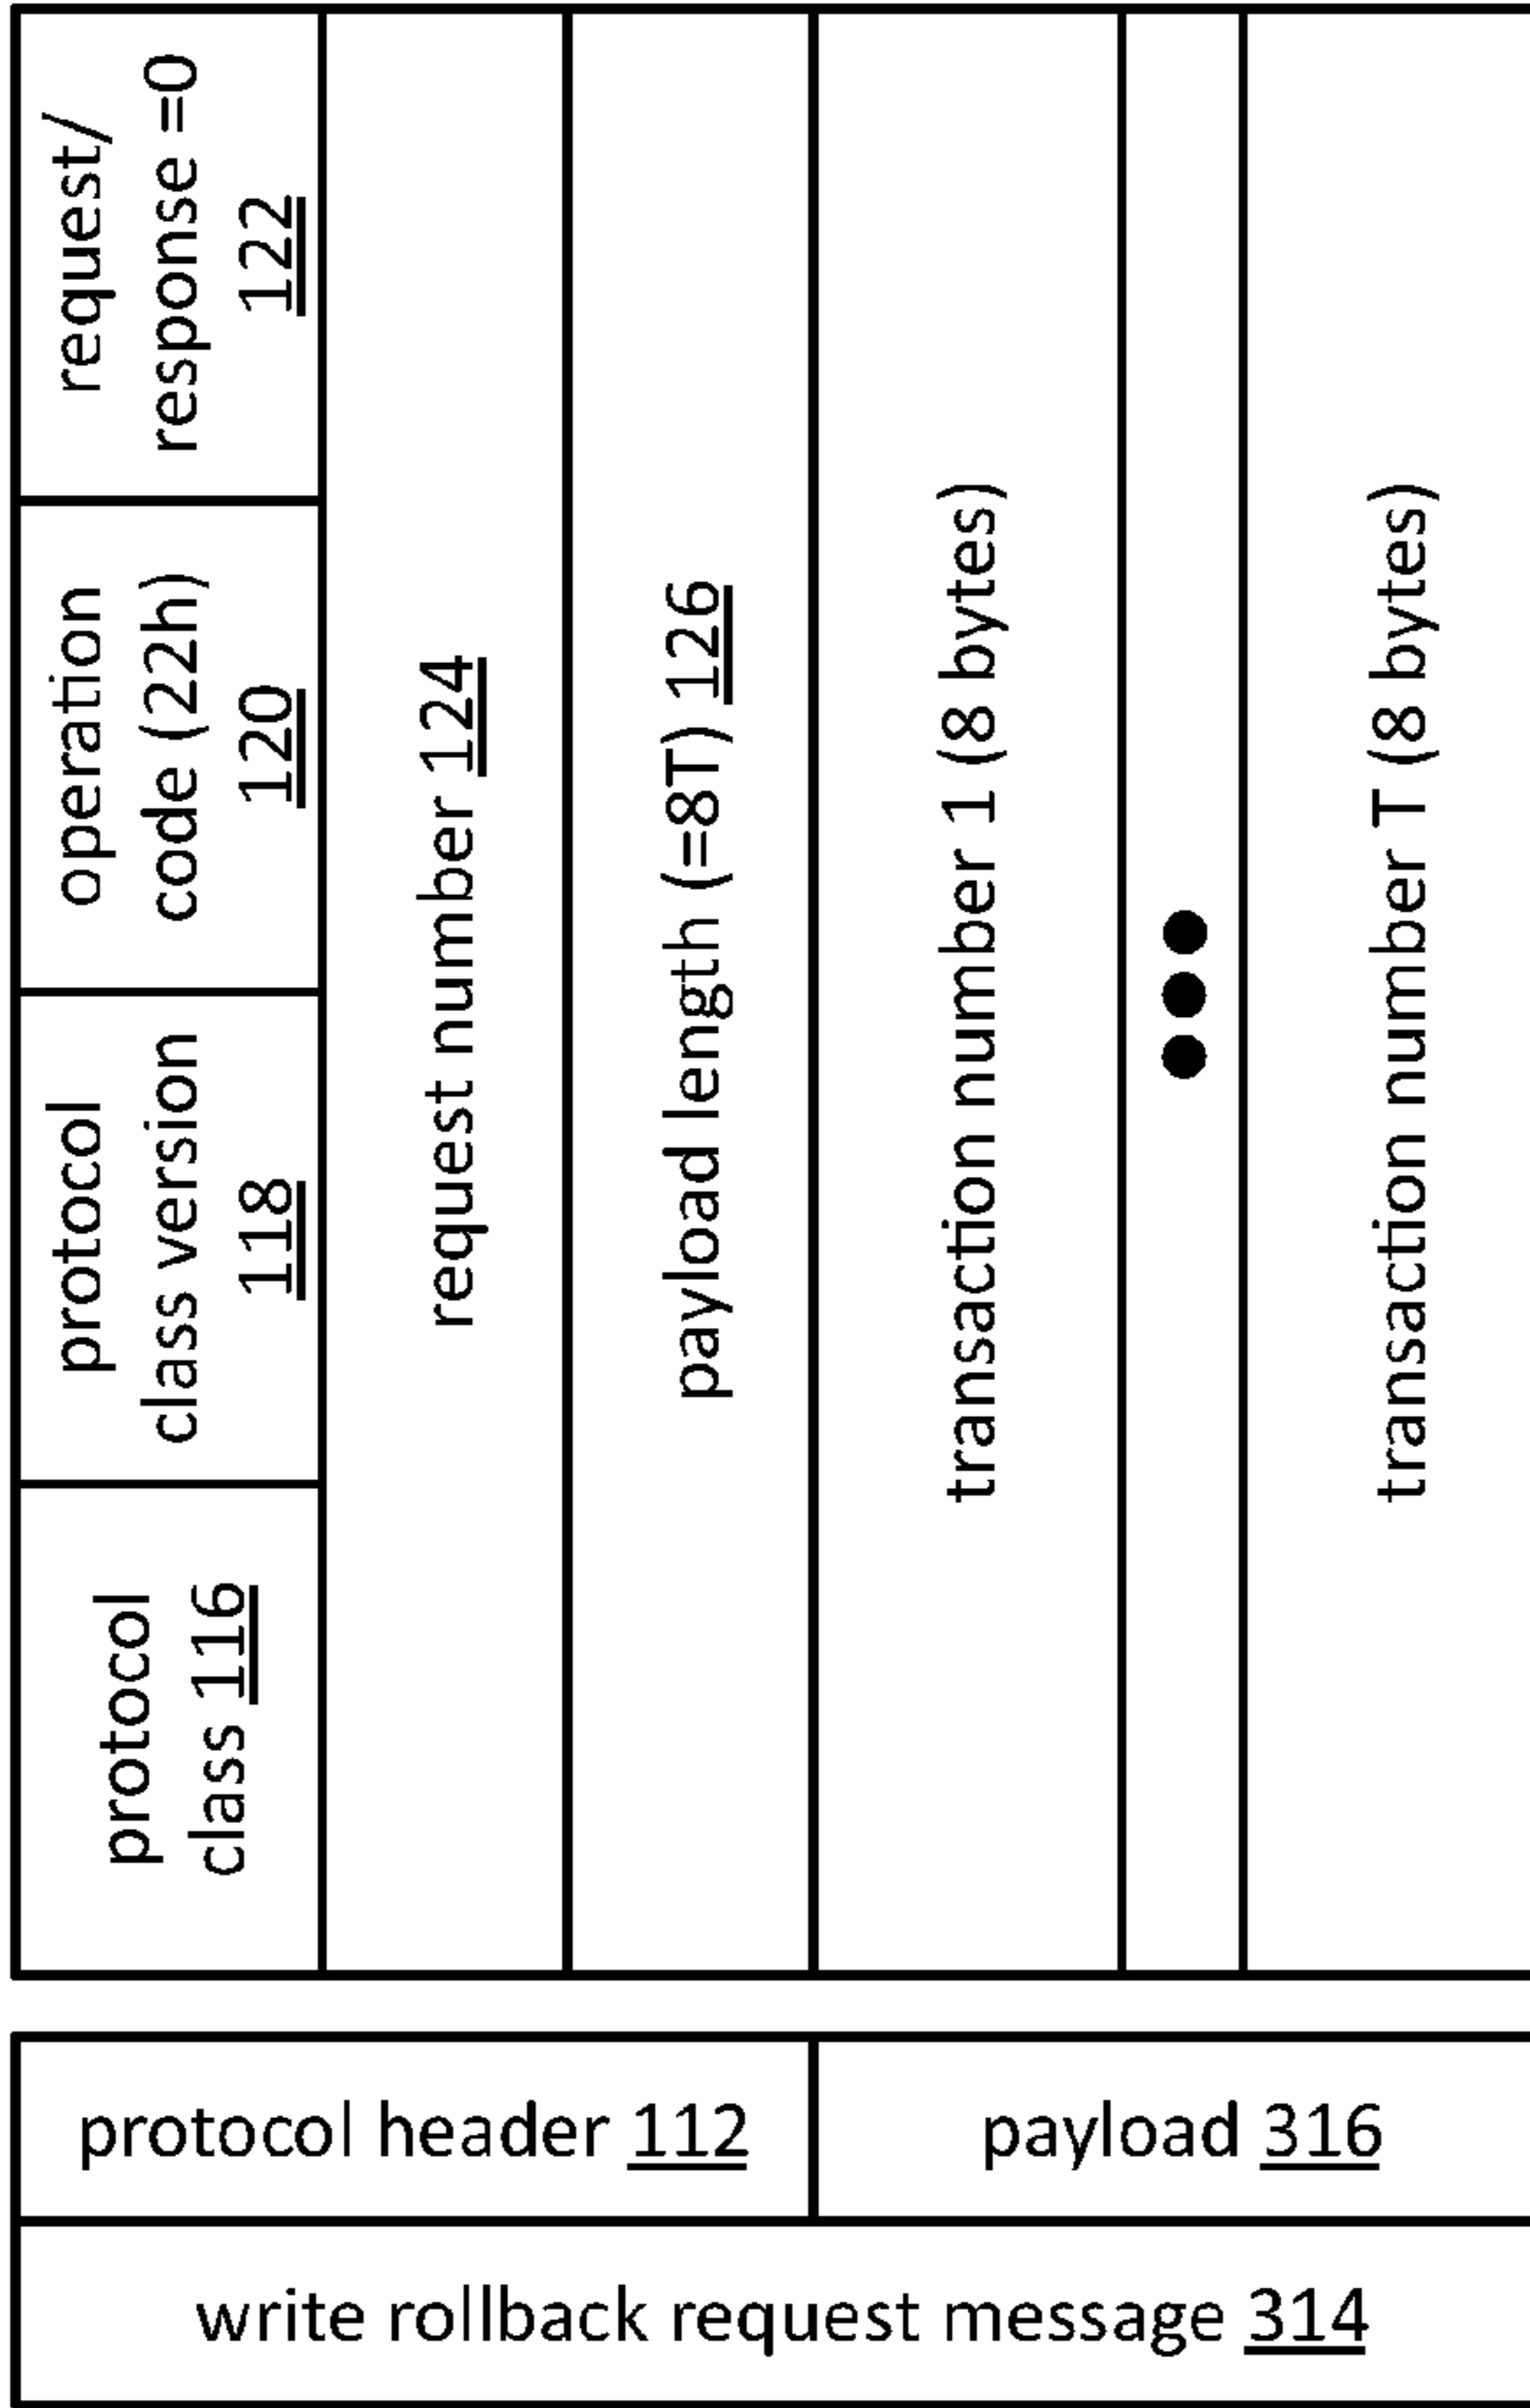 write rollback request message 314
protocol header 112
payload 316
protocol
class 116
protocol
class version
118
operation
code (22h)
120
request/
response =0
122
request number 124
payload length (=8T) 126
transaction number 1 (8 bytes)
transaction number T (8 bytes)